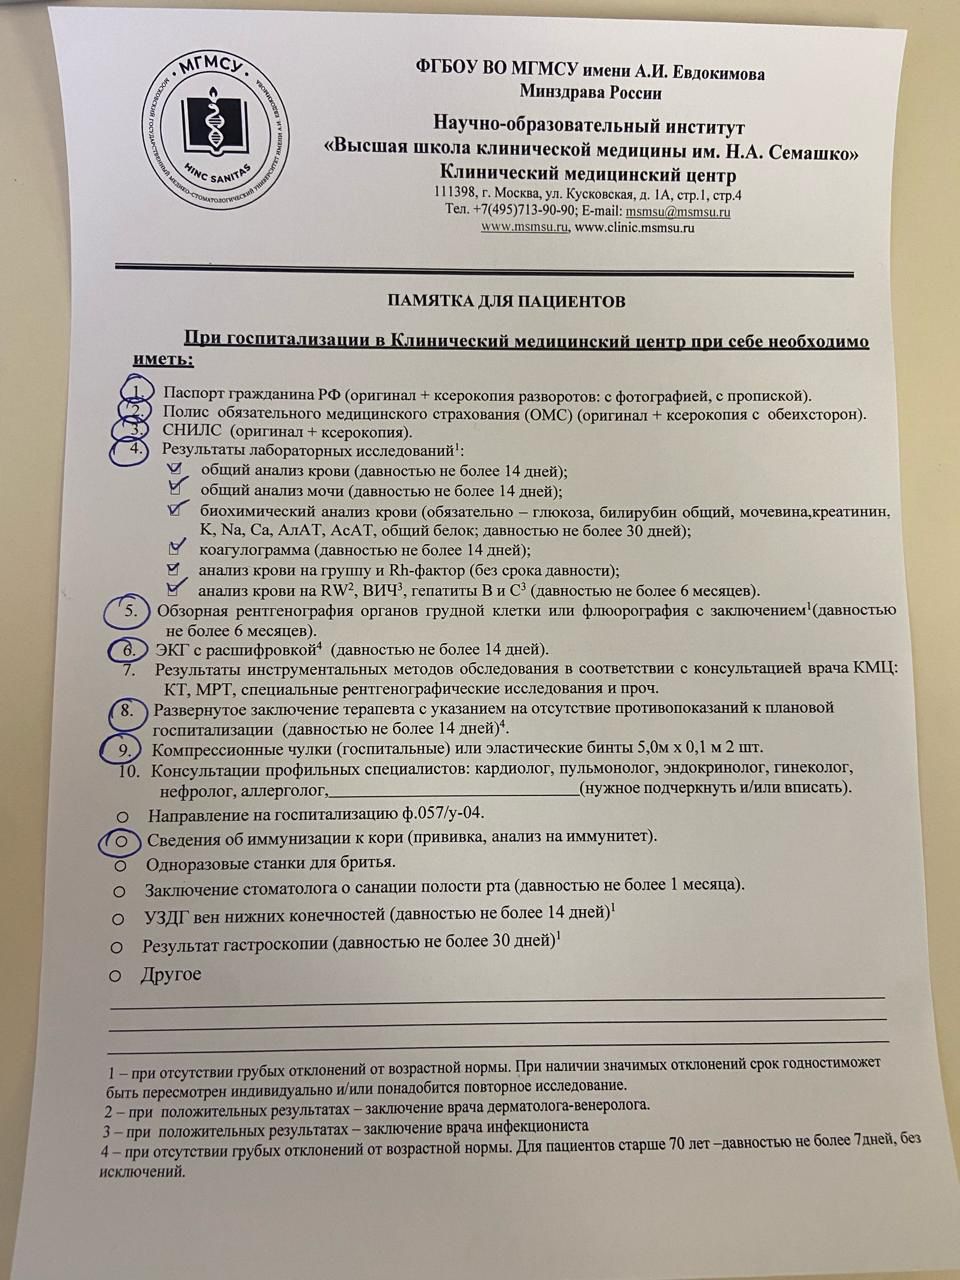 МГМСУ
МОСКОВСКИЙ ГОСУДАРСТВЕННЫЙ МЕДИКО-СТОМАТОЛОГИЧЕСКИЙ УНИВЕРСИТЕТ ИМЕНИ А.И. ЕВДОКИМОВА
HINC SANITAS
ФГБОУ ВО МГМСУ имени А.И. Евдокимова
Минздрава России
Научно-образовательный институт
«Высшая школа клинической медицины им. Н.А. Семашко»
Клинический медицинский центр
111398, г. Москва, ул. Кусковская, д. 1А, стр.1, стр.4
Тел. +7(495)713-90-90; E-mail: msmsu@msmsu.ru
www.msmsu.ru, www.clinic.msmsu.ru
ПАМЯТКА ДЛЯ ПАЦИЕНТОВ
При госпитализации в Клинический медицинский центр при себе необходимо
иметь:
1. Паспорт гражданина РФ (оригинал + ксерокопия разворотов: с фотографией, с пропиской).
2. Полис обязательного медицинского страхования (ОМС) (оригинал + ксерокопия с обеихсторон).
3. СНИЛС (оригинал + ксерокопия).
4. Результаты лабораторных исследований¹:
общий анализ крови (давностью не более 14 дней);
общий анализ мочи (давностью не более 14 дней);
биохимический анализ крови (обязательно – глюкоза, билирубин общий, мочевина,креатинин,
K, Na, Ca, АлАТ, АсАТ, общий белок; давностью не более 30 дней);
коагулограмма (давностью не более 14 дней);
анализ крови на группу и Rh-фактор (без срока давности);
анализ крови на RW², ВИЧ³, гепатиты В и С³ (давностью не более 6 месяцев).
5. Обзорная рентгенография органов грудной клетки или флюорография с заключением¹(давностью
не более 6 месяцев).
6. ЭКГ с расшифровкой⁴ (давностью не более 14 дней).
7. Результаты инструментальных методов обследования в соответствии с консультацией врача КМЦ:
КТ, МРТ, специальные рентгенографические исследования и проч.
8. Развернутое заключение терапевта с указанием на отсутствие противопоказаний к плановой
госпитализации (давностью не более 14 дней)⁴.
9. Компрессионные чулки (госпитальные) или эластические бинты 5,0м х 0,1 м 2 шт.
10. Консультации профильных специалистов: кардиолог, пульмонолог, эндокринолог, гинеколог,
нефролог, аллерголог,____________________________(нужное подчеркнуть и/или вписать).
Направление на госпитализацию ф.057/у-04.
Сведения об иммунизации к кори (прививка, анализ на иммунитет).
Одноразовые станки для бритья.
Заключение стоматолога о санации полости рта (давностью не более 1 месяца).
УЗДГ вен нижних конечностей (давностью не более 14 дней)¹
Результат гастроскопии (давностью не более 30 дней)¹
Другое
1 – при отсутствии грубых отклонений от возрастной нормы. При наличии значимых отклонений срок годностиможет
быть пересмотрен индивидуально и/или понадобится повторное исследование.
2 – при положительных результатах – заключение врача дерматолога-венеролога.
3 – при положительных результатах – заключение врача инфекциониста
4 – при отсутствии грубых отклонений от возрастной нормы. Для пациентов старше 70 лет –давностью не более 7дней, без
исключений.